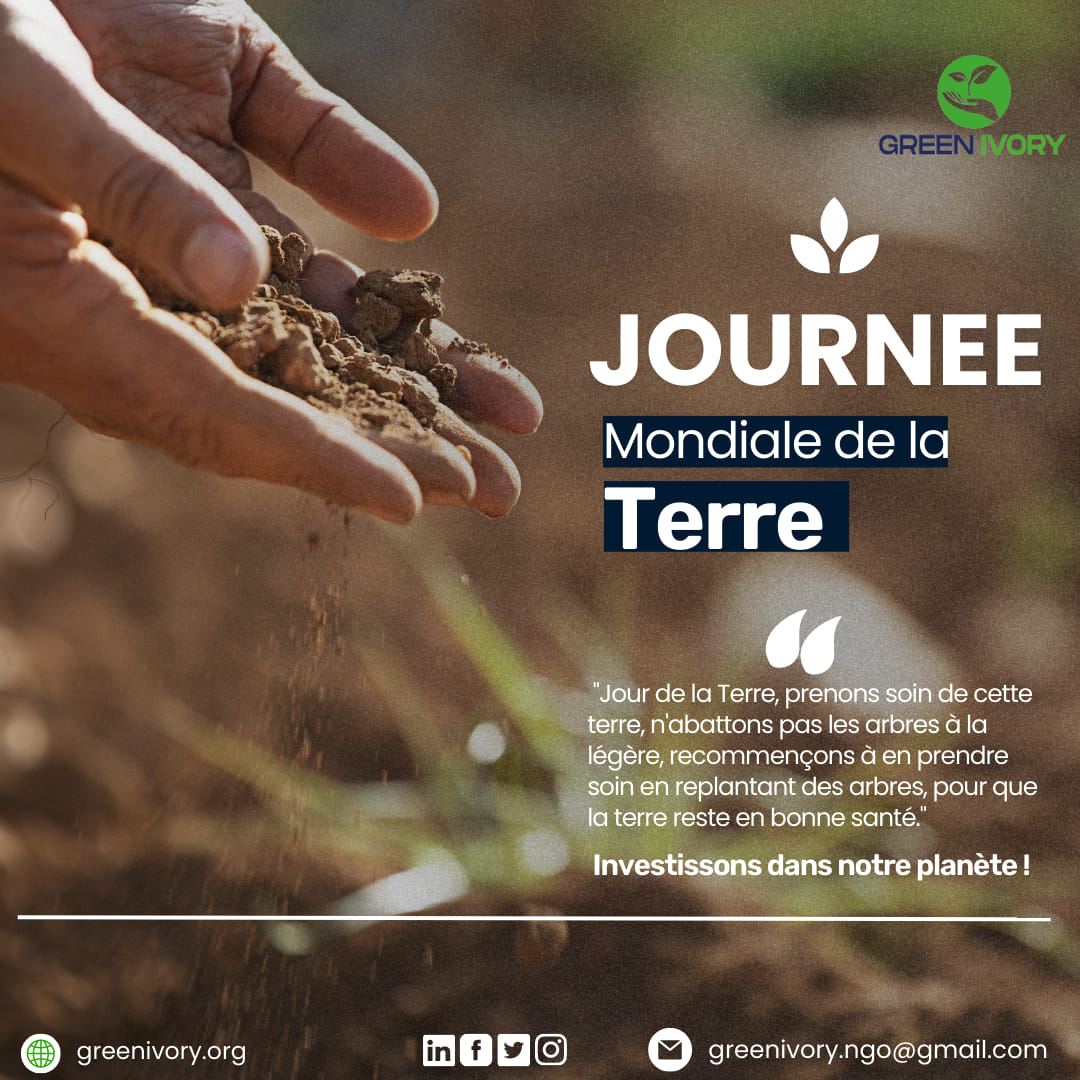 GREEN IVORY
JOURNEE
Mondiale de la
Terre
"Jour de la Terre, prenons soin de cette
terre, n'abattons pas les arbres à la
légère, recommençons à en prendre
soin en replantant des arbres, pour que
la terre reste en bonne santé."
Investissons dans notre planète !
greenivory.org
greenivory.ngo@gmail.com